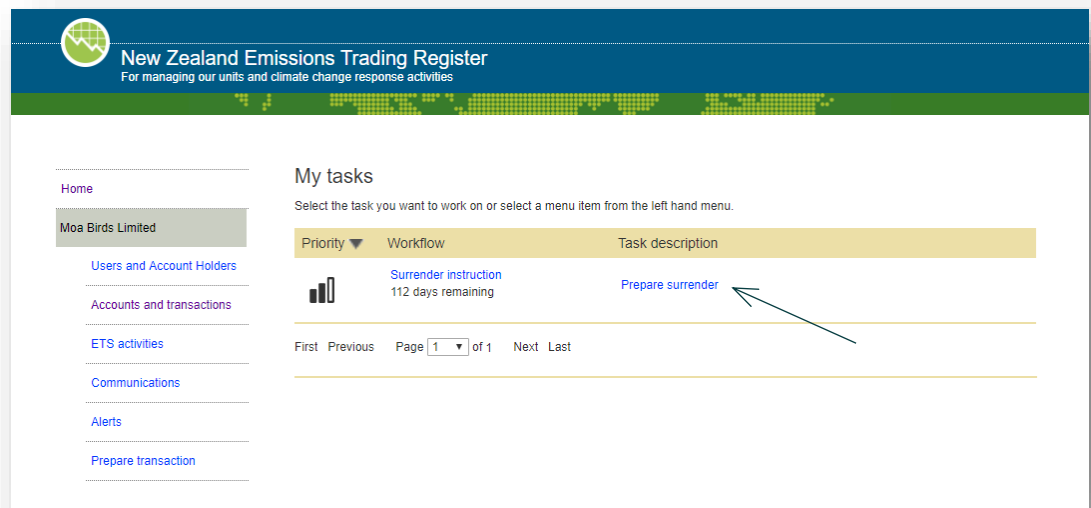 New Zealand Emissions Trading Register
For managing our units and climate change response activities
Home
Moa Birds Limited
Users and Account Holders
Accounts and transactions
ETS activities
Communications
Alerts
Prepare transaction
My tasks
Select the task you want to work on or select a menu item from the left hand menu.
Priority Workflow Task description
Surrender instruction
112 days remaining
Prepare surrender
First Previous Page 1 of 1 Next Last